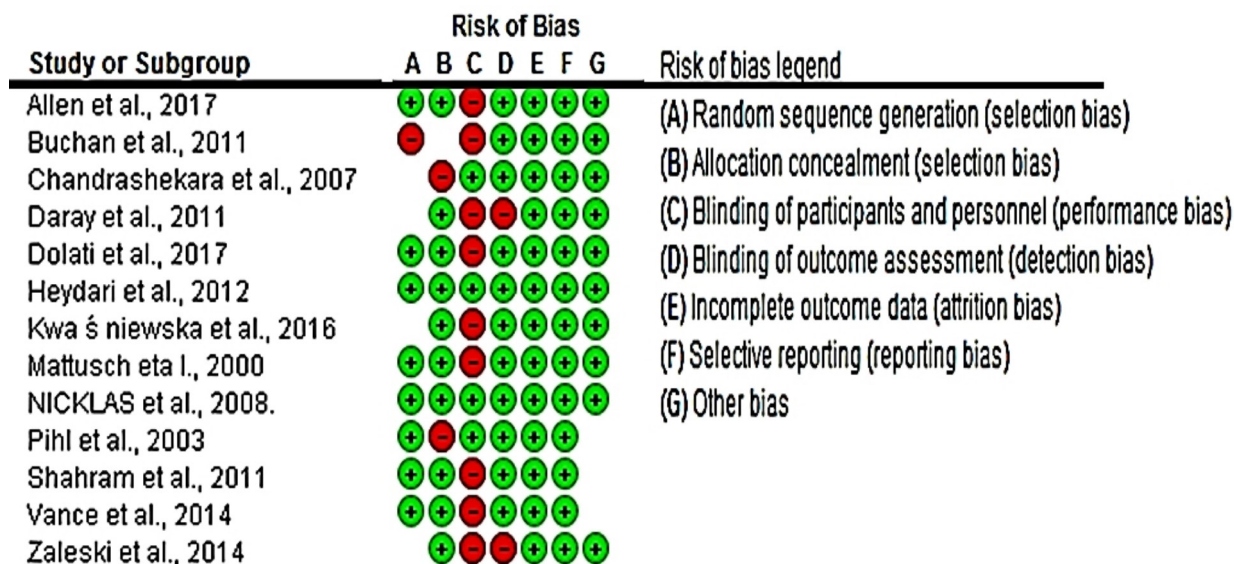 Risk of Bias
Study or Subgroup A B C D E F G Risk of bias legend
Allen et al., 2017 + + - + + + +
Buchan et al., 2011 - - + + + +
Chandrashekara et al., 2007 - + + + + +
Daray et al., 2011 + - - + + +
Dolati et al., 2017 + + - + + + +
Heydari et al., 2012 + + + + + + +
Kwa ś niewska et al., 2016 + - + + + +
Mattusch eta l., 2000 + + - + + + +
NICKLAS et al., 2008. + + + + + + +
Pihl et al., 2003 + - + + + +
Shahram et al., 2011 + + - + + +
Vance et al., 2014 + + - + + +
Zaleski et al., 2014 + - - + + +
(A) Random sequence generation (selection bias)
(B) Allocation concealment (selection bias)
(C) Blinding of participants and personnel (performance bias)
(D) Blinding of outcome assessment (detection bias)
(E) Incomplete outcome data (attrition bias)
(F) Selective reporting (reporting bias)
(G) Other bias